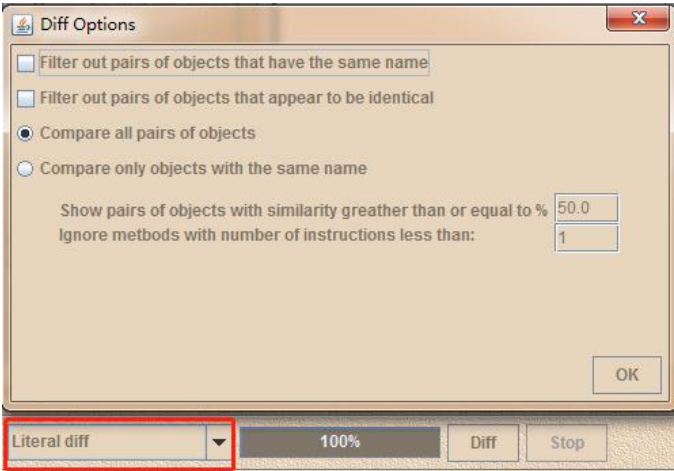 Diff Options
Filter out pairs of objects that have the same name
Filter out pairs of objects that appear to be identical
Compare all pairs of objects
Compare only objects with the same name
Show pairs of objects with similarity greather than or equal to % 50.0
Ignore metbods with number of instructions less than: 1
OK
Literal diff 100% Diff Stop